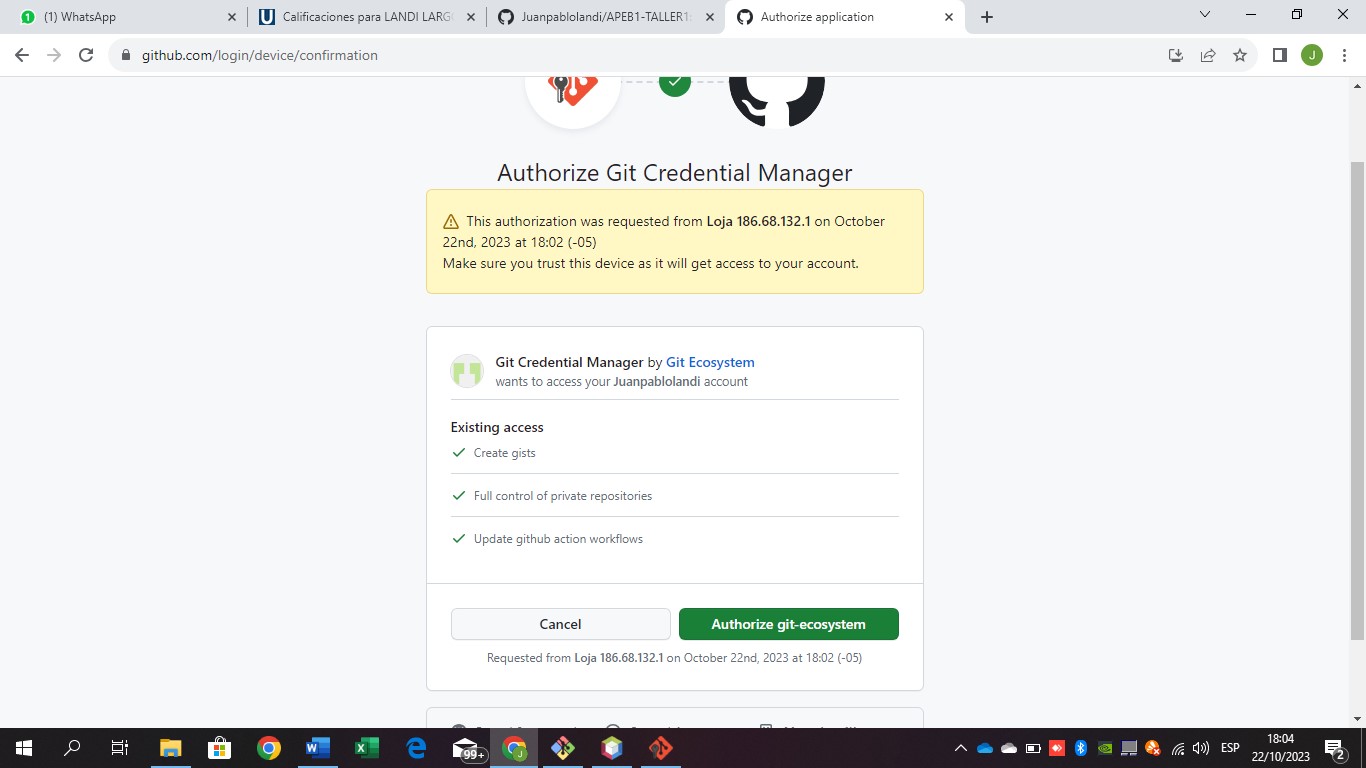 (1) WhatsApp
Calificaciones para LANDI LARG
Juanpablolandi/APEB1-TALLER1
Authorize application
github.com/login/device/confirmation
J
Authorize Git Credential Manager
This authorization was requested from Loja 186.68.132.1 on October
22nd, 2023 at 18:02 (-05)
Make sure you trust this device as it will get access to your account.
Git Credential Manager by Git Ecosystem
wants to access your Juanpablolandi account
Existing access
Create gists
Full control of private repositories
Update github action workflows
Cancel
Authorize git-ecosystem
Requested from Loja 186.68.132.1 on October 22nd, 2023 at 18:02 (-05)
99+
ESP
18:04
22/10/2023
2